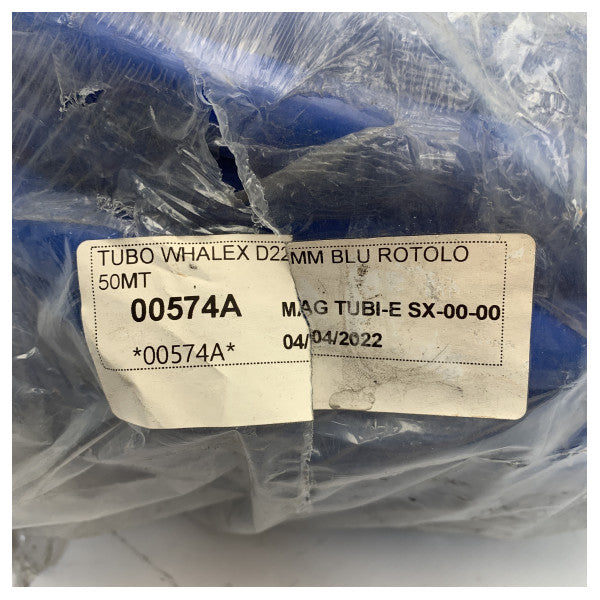 TUBO WHALEX D22MM BLU ROTOLO
50MT
00574A MAG TUBI-E SX-00-00
*00574A* 04/04/2022